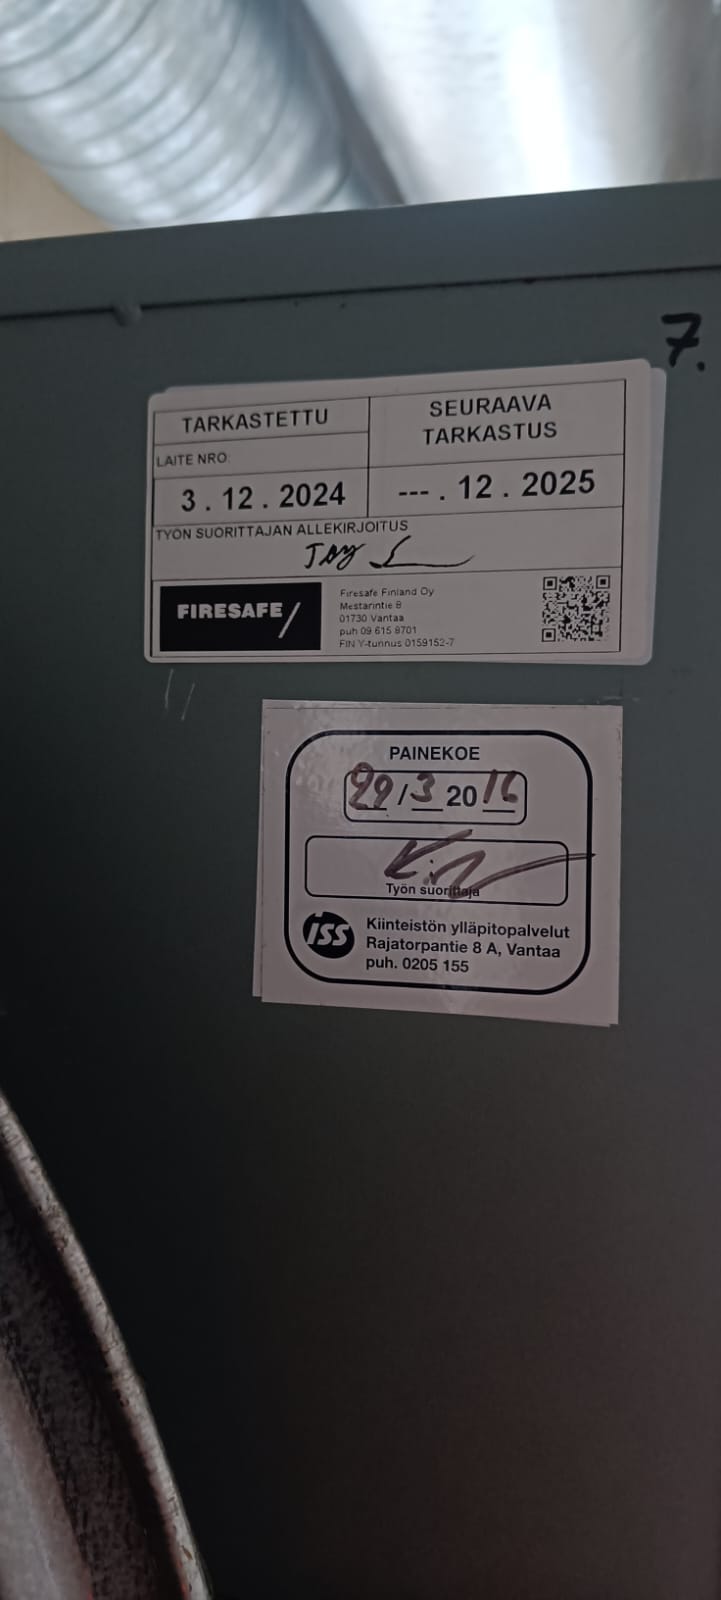 7.
TARKASTETTU
SEURAAVA
TARKASTUS
LAITE NRO:
3 . 12 . 2024
--- . 12 . 2025
TYÖN SUORITTAJAN ALLEKIRJOITUS
FIRESAFE/
Firesafe Finland Oy
Mestarintie 8
01730 Vantaa
puh 09 615 8701
FIN Y-tunnus 0159152-7
PAINEKOE
29/3 2016
Työn suorittaja
ISS
Kiinteistön ylläpitopalvelut
Rajatorpantie 8 A, Vantaa
puh. 0205 155